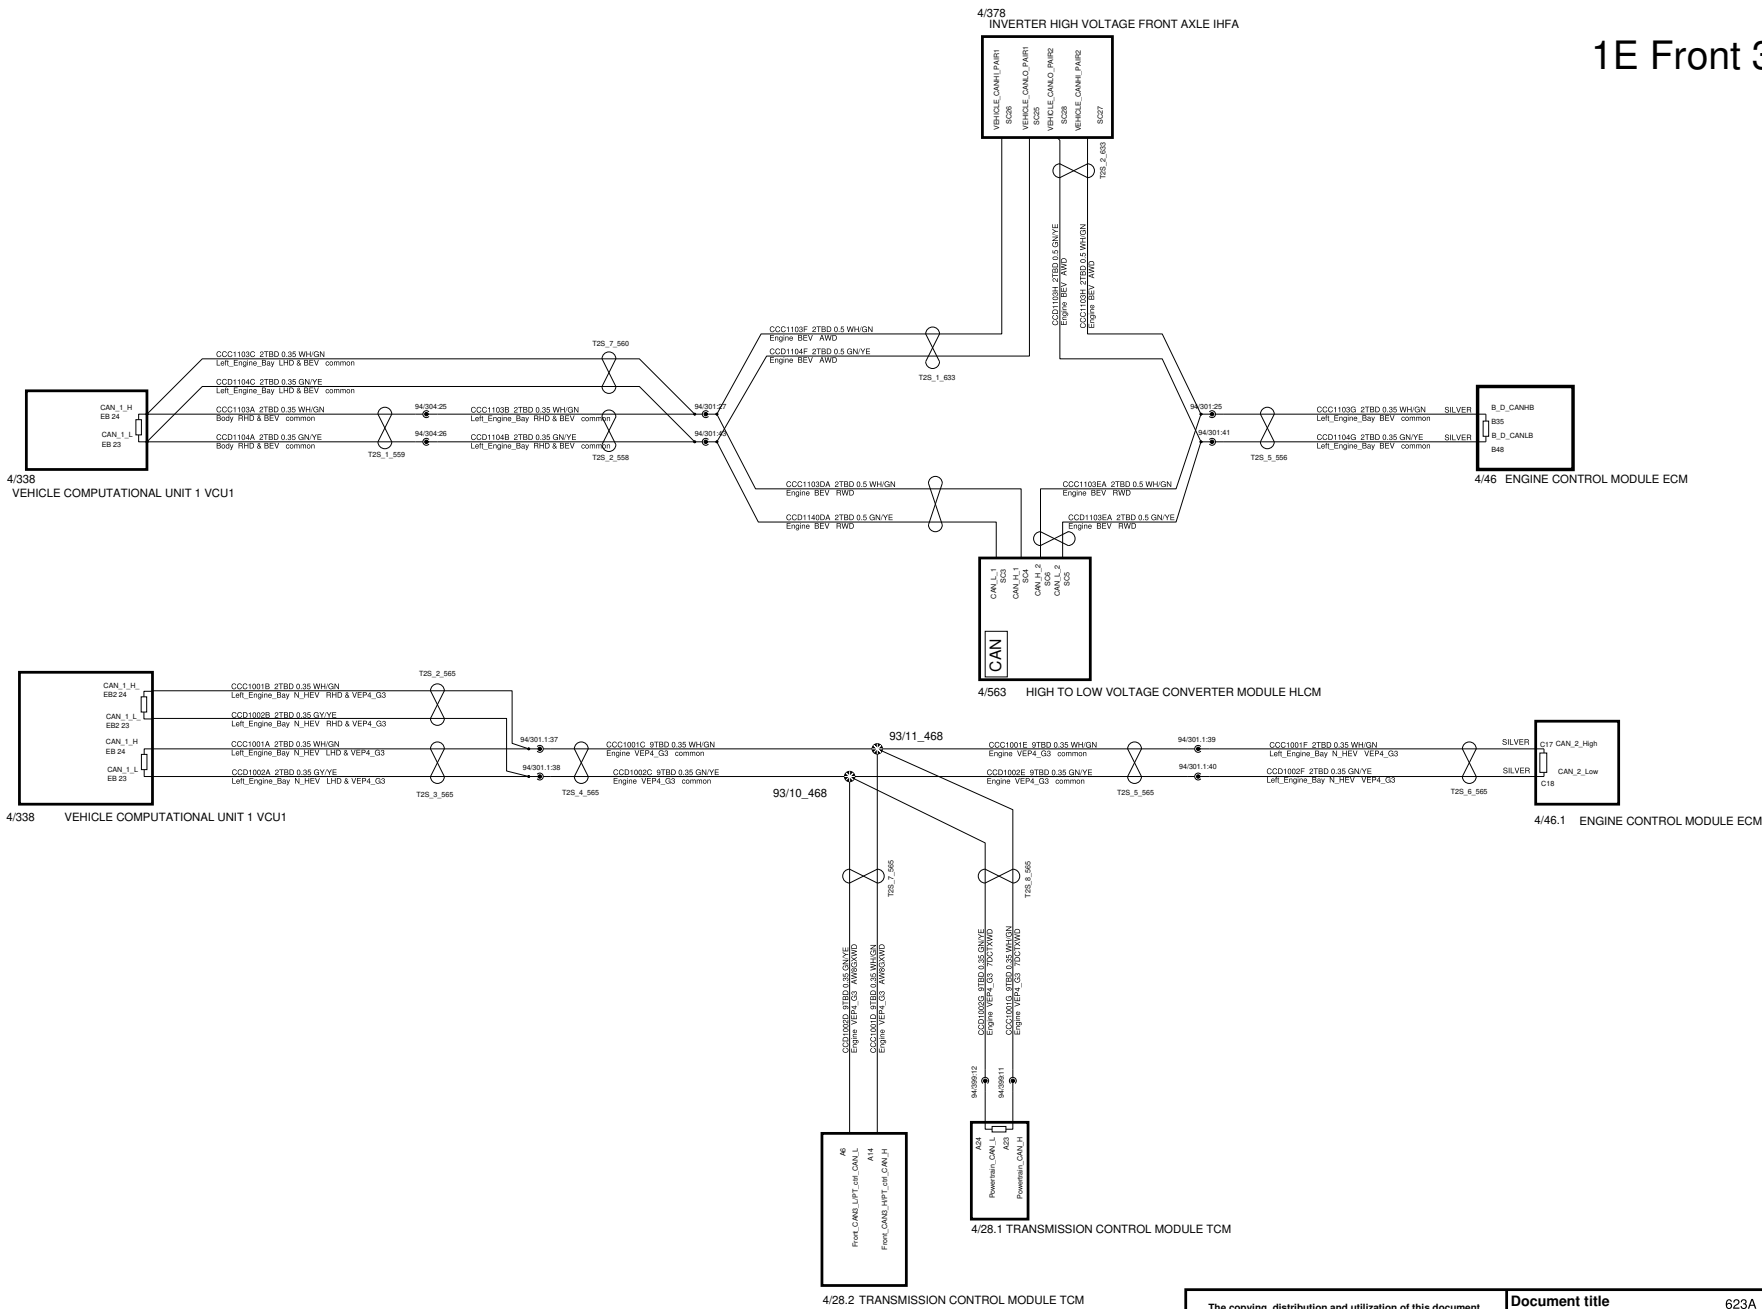 4/378
INVERTER HIGH VOLTAGE FRONT AXLE IHFA
1E Front 3
VEHICLE_CANHI_PAIR1
SC26
VEHICLE_CANLO_PAIR1
SC25
VEHICLE_CANLO_PAIR2
SC28
VEHICLE_CANHI_PAIR2
SC27
T2S_2_633
CCD1103H 2TBD 0.5 GN/YE
Engine BEV AWD
CCC1103H 2TBD 0.5 WH/GN
Engine BEV AWD
CCC1103F 2TBD 0.5 WH/GN
Engine BEV AWD
CCD1104F 2TBD 0.5 GN/YE
Engine BEV AWD
T2S_1_633
CCC1103C 2TBD 0.35 WH/GN
Left_Engine_Bay LHD & BEV common
T2S_7_560
CCD1104C 2TBD 0.35 GN/YE
Left_Engine_Bay LHD & BEV common
CAN_1_H
EB 24
CAN_1_L
EB 23
CCC1103A 2TBD 0.35 WH/GN
Body RHD & BEV common
94/304:25
CCC1103B 2TBD 0.35 WH/GN
Left_Engine_Bay RHD & BEV common
94/301:27
CCD1104A 2TBD 0.35 GN/YE
Body RHD & BEV common
94/304:26
CCD1104B 2TBD 0.35 GN/YE
Left_Engine_Bay RHD & BEV common
94/301:43
T2S_1_559
T2S_2_558
4/338
VEHICLE COMPUTATIONAL UNIT 1 VCU1
94/301:25
CCC1103G 2TBD 0.35 WH/GN
Left_Engine_Bay BEV common
SILVER
B_D_CANHB
B35
94/301:41
CCD1104G 2TBD 0.35 GN/YE
Left_Engine_Bay BEV common
SILVER
B_D_CANLB
B48
T2S_5_556
4/46 ENGINE CONTROL MODULE ECM
CCC1103DA 2TBD 0.5 WH/GN
Engine BEV RWD
CCD1140DA 2TBD 0.5 GN/YE
Engine BEV RWD
CCC1103EA 2TBD 0.5 WH/GN
Engine BEV RWD
CCD1103EA 2TBD 0.5 GN/YE
Engine BEV RWD
CAN_L_1
SC3
CAN_H_1
SC4
CAN_H_2
SC6
CAN_L_2
SC5
CAN
4/563 HIGH TO LOW VOLTAGE CONVERTER MODULE HLCM
CAN_1_H_
EB2 24
CAN_1_L_
EB2 23
CAN_1_H
EB 24
CAN_1_L
EB 23
T2S_2_565
CCC1001B 2TBD 0.35 WH/GN
Left_Engine_Bay N_HEV RHD & VEP4_G3
CCD1002B 2TBD 0.35 GY/YE
Left_Engine_Bay N_HEV RHD & VEP4_G3
CCC1001A 2TBD 0.35 WH/GN
Left_Engine_Bay N_HEV LHD & VEP4_G3
CCD1002A 2TBD 0.35 GY/YE
Left_Engine_Bay N_HEV LHD & VEP4_G3
T2S_3_565
94/301.1:37
94/301.1:38
T2S_4_565
CCC1001C 9TBD 0.35 WH/GN
Engine VEP4_G3 common
CCD1002C 9TBD 0.35 GN/YE
Engine VEP4_G3 common
93/11_468
93/10_468
CCC1001E 9TBD 0.35 WH/GN
Engine VEP4_G3 common
CCD1002E 9TBD 0.35 GN/YE
Engine VEP4_G3 common
T2S_5_565
94/301.1:39
94/301.1:40
CCC1001F 2TBD 0.35 WH/GN
Left_Engine_Bay N_HEV VEP4_G3
CCD1002F 2TBD 0.35 GN/YE
Left_Engine_Bay N_HEV VEP4_G3
T2S_6_565
SILVER
C17 CAN_2_High
SILVER
CAN_2_Low
C18
4/338 VEHICLE COMPUTATIONAL UNIT 1 VCU1
4/46.1 ENGINE CONTROL MODULE ECM
T2S_7_565
T2S_8_565
CCD1002D 9TBD 0.35 GN/YE
Engine VEP4_G3 AW8GXWD
CCC1001D 9TBD 0.35 WH/GN
Engine VEP4_G3 AW8GXWD
CCD1002G 9TBD 0.35 GN/YE
Engine VEP4_G3 7DCTXWD
CCC1001G 9TBD 0.35 WH/GN
Engine VEP4_G3 7DCTXWD
94/399:12
94/399:11
A6
Front_CAN3_L/PT_ctrl_CAN_L
A14
Front_CAN3_H/PT_ctrl_CAN_H
A24
Powertrain_CAN_L
A23
Powertrain_CAN_H
4/28.1 TRANSMISSION CONTROL MODULE TCM
4/28.2 TRANSMISSION CONTROL MODULE TCM
The copying, distribution and utilization of this document
Document title
623A